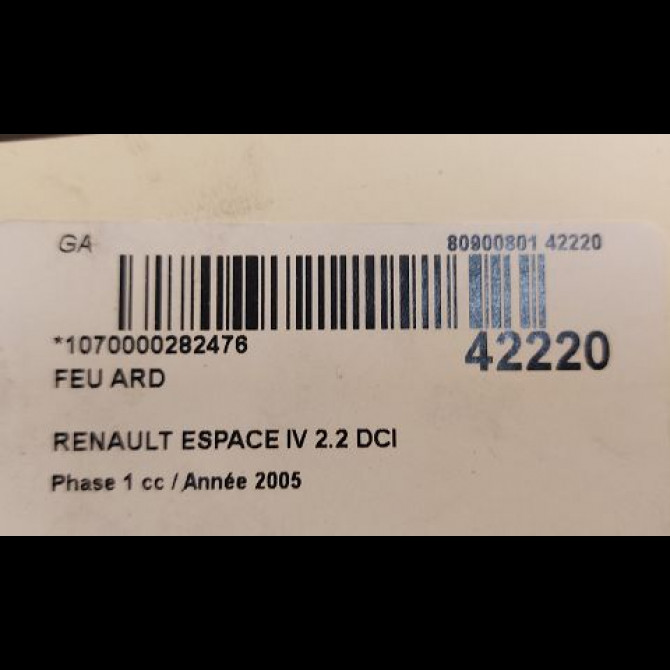 GA 80900801 42220
*1070000282476 42220
FEU ARD
RENAULT ESPACE IV 2.2 DCI
Phase 1 cc / Année 2005